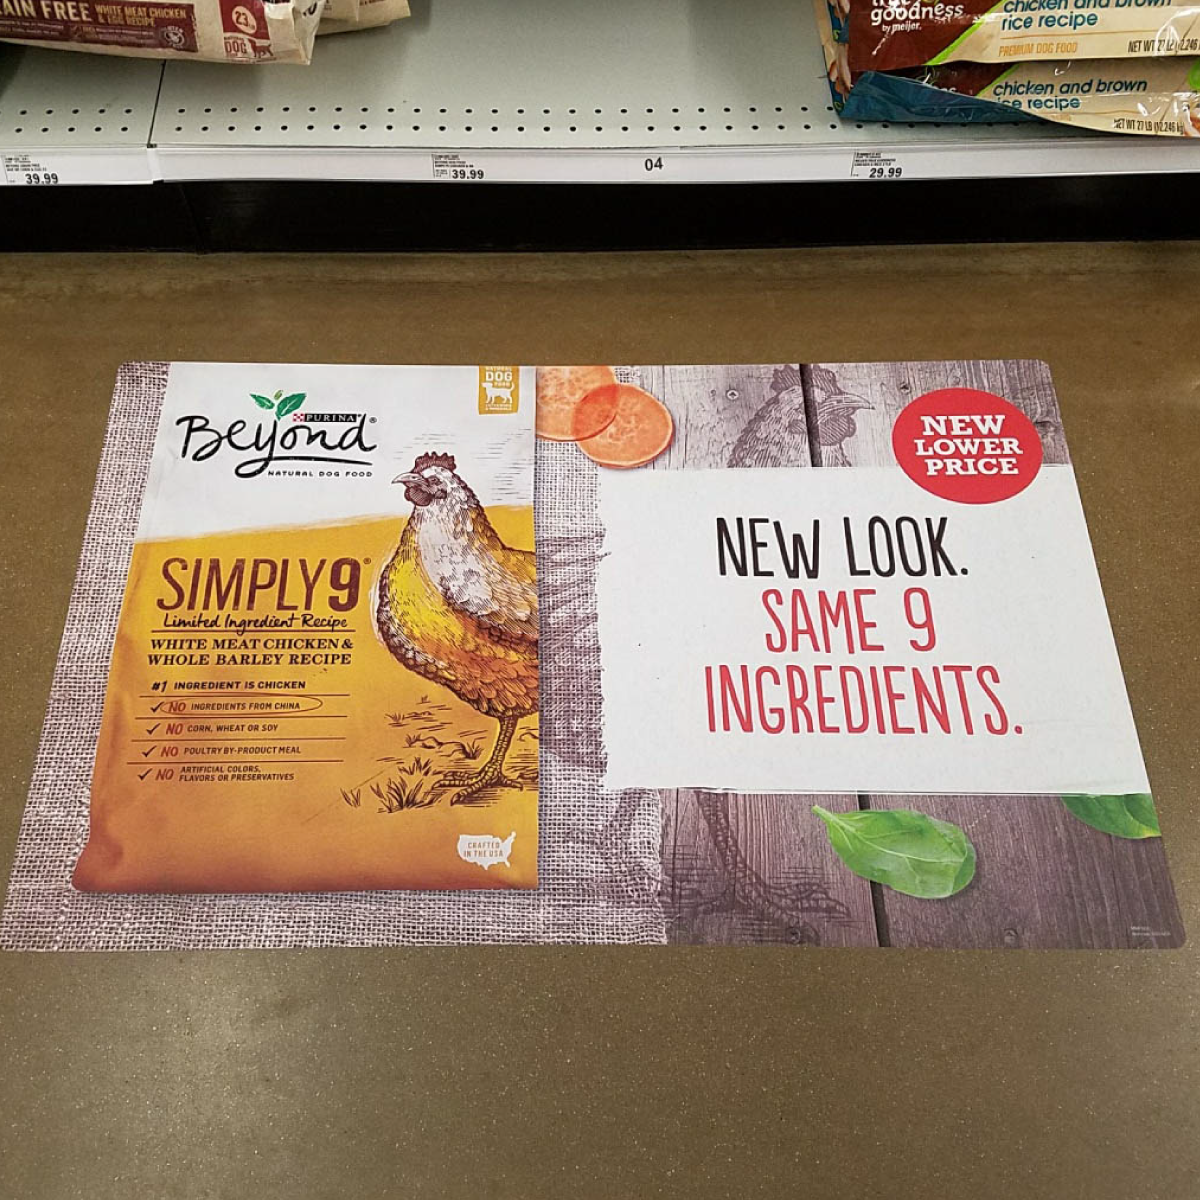 AIN FREE
WHITE MEAT CHICKEN
& EGG RECIPE
23
DOG
goodness
by meijer.
chicken and brown
rice recipe
PREMIUM DOG FOOD
chicken and brown
rice recipe
39.99
39.99
04
29.99
PURINA
Beyond®
NATURAL DOG FOOD
DOG
SIMPLY9®
Limited Ingredient Recipe
WHITE MEAT CHICKEN &
WHOLE BARLEY RECIPE
#1 INGREDIENT IS CHICKEN
✓ NO INGREDIENTS FROM CHINA
✓ NO CORN, WHEAT OR SOY
✓ NO POULTRY BY-PRODUCT MEAL
✓ NO ARTIFICIAL COLORS,
FLAVORS OR PRESERVATIVES
CRAFTED
IN THE USA
NEW
LOWER
PRICE
NEW LOOK.
SAME 9
INGREDIENTS.